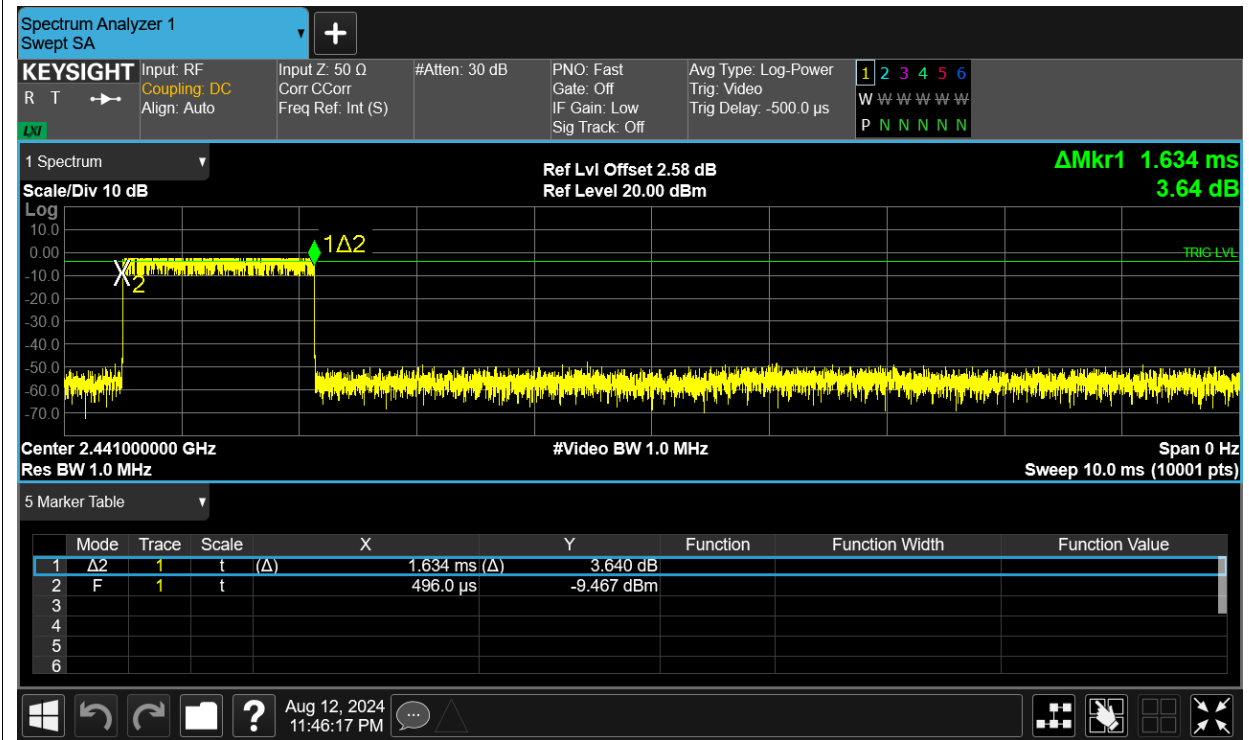 Spectrum Analyzer 1
Swept SA
KEYSIGHT
R T
LXI
Input: RF
Coupling: DC
Align: Auto
Input Z: 50 Ω
Corr CCorr
Freq Ref: Int (S)
#Atten: 30 dB
PNO: Fast
Gate: Off
IF Gain: Low
Sig Track: Off
Avg Type: Log-Power
Trig: Video
Trig Delay: -500.0 µs
1 2 3 4 5 6
W W W W W W
P N N N N N
1 Spectrum
Scale/Div 10 dB
Ref Lvl Offset 2.58 dB
Ref Level 20.00 dBm
ΔMkr1 1.634 ms
3.64 dB
Log
10.0
0.00
-10.0
-20.0
-30.0
-40.0
-50.0
-60.0
-70.0
1Δ2
2
TRIG LVL
Center 2.441000000 GHz
Res BW 1.0 MHz
#Video BW 1.0 MHz
Span 0 Hz
Sweep 10.0 ms (10001 pts)
5 Marker Table
Mode Trace Scale X Y Function Function Width Function Value
1 Δ2 1 t (Δ) 1.634 ms (Δ) 3.640 dB
2 F 1 t 496.0 µs -9.467 dBm
3
4
5
6
?
Aug 12, 2024
11:46:17 PM